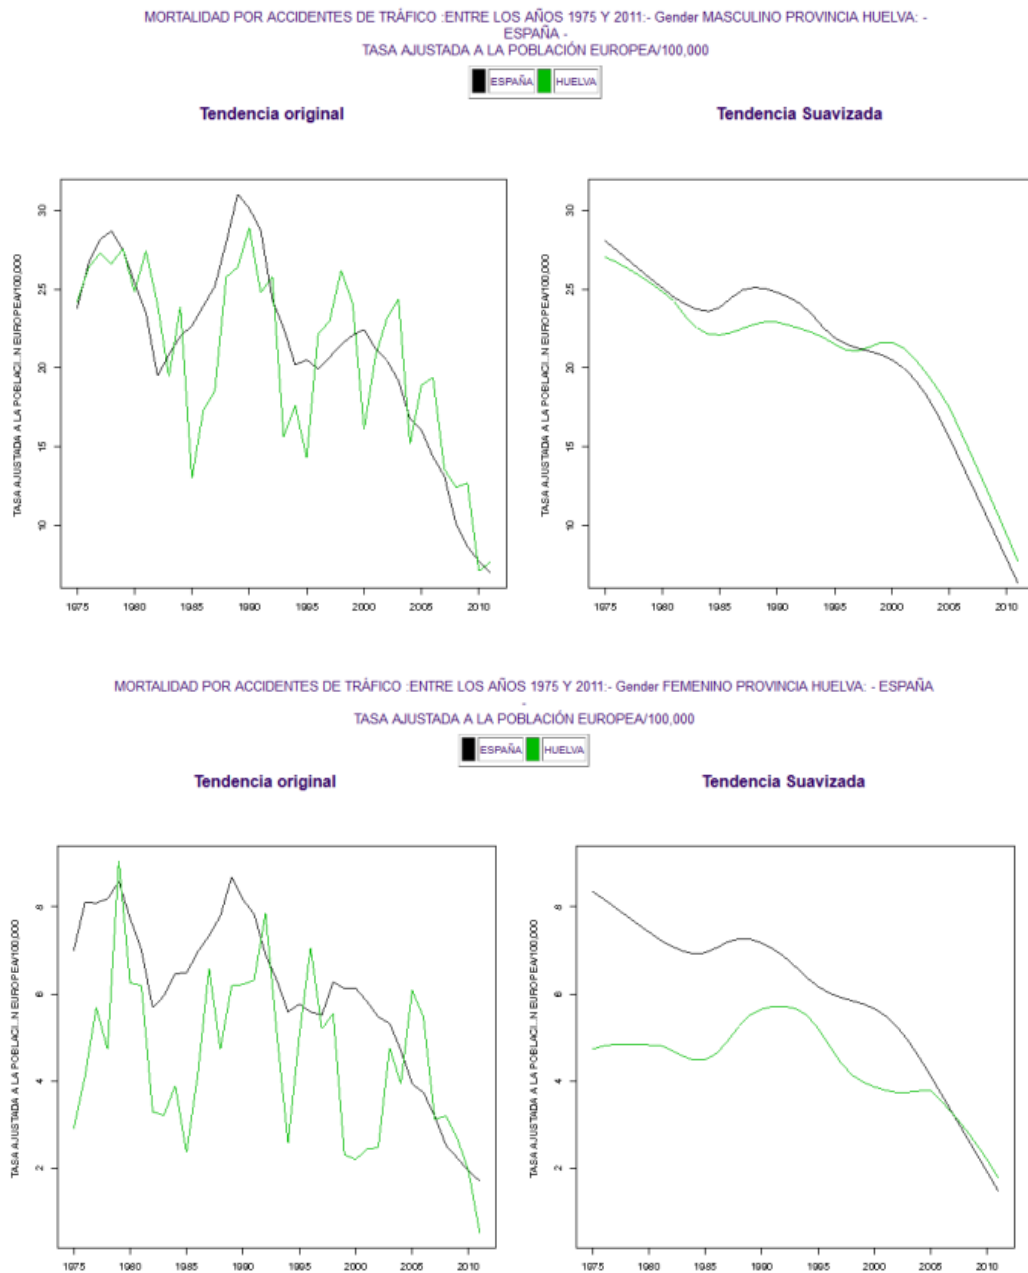 MORTALIDAD POR ACCIDENTES DE TRÁFICO :ENTRE LOS AÑOS 1975 Y 2011:- Gender MASCULINO PROVINCIA HUELVA: -
ESPAÑA -
TASA AJUSTADA A LA POBLACIÓN EUROPEA/100,000
ESPAÑA HUELVA
Tendencia original
Tendencia Suavizada
TASA AJUSTADA A LA POBLACI..N EUROPEA/100,000
30
25
20
15
10
1975 1980 1985 1990 1995 2000 2005 2010
TASA AJUSTADA A LA POBLACI..N EUROPEA/100,000
30
25
20
15
10
1975 1980 1985 1990 1995 2000 2005 2010
MORTALIDAD POR ACCIDENTES DE TRÁFICO :ENTRE LOS AÑOS 1975 Y 2011:- Gender FEMENINO PROVINCIA HUELVA: - ESPAÑA
-
TASA AJUSTADA A LA POBLACIÓN EUROPEA/100,000
ESPAÑA HUELVA
Tendencia original
Tendencia Suavizada
TASA AJUSTADA A LA POBLACI..N EUROPEA/100,000
8
6
4
2
1975 1980 1985 1990 1995 2000 2005 2010
TASA AJUSTADA A LA POBLACI..N EUROPEA/100,000
8
6
4
2
1975 1980 1985 1990 1995 2000 2005 2010